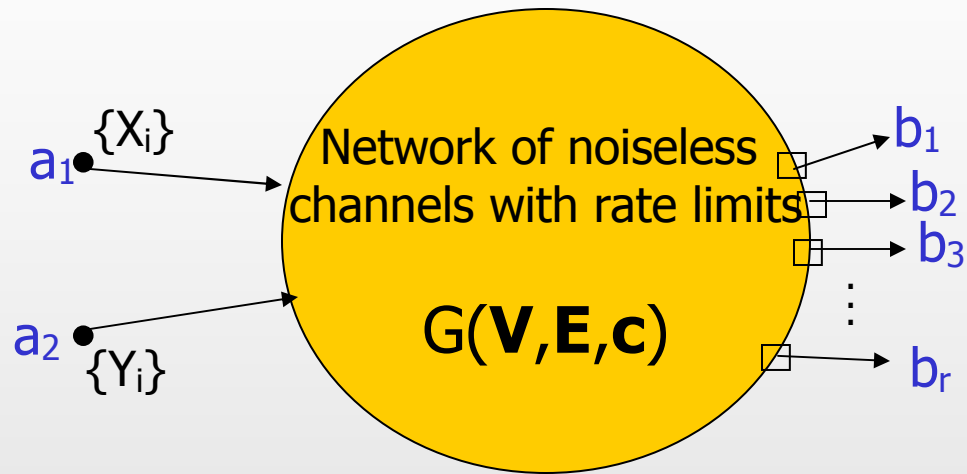 {Xᵢ}
a₁
Network of noiseless
channels with rate limits
G(V,E,c)
a₂
{Yᵢ}
b₁
b₂
b₃
⋮
bᵣ